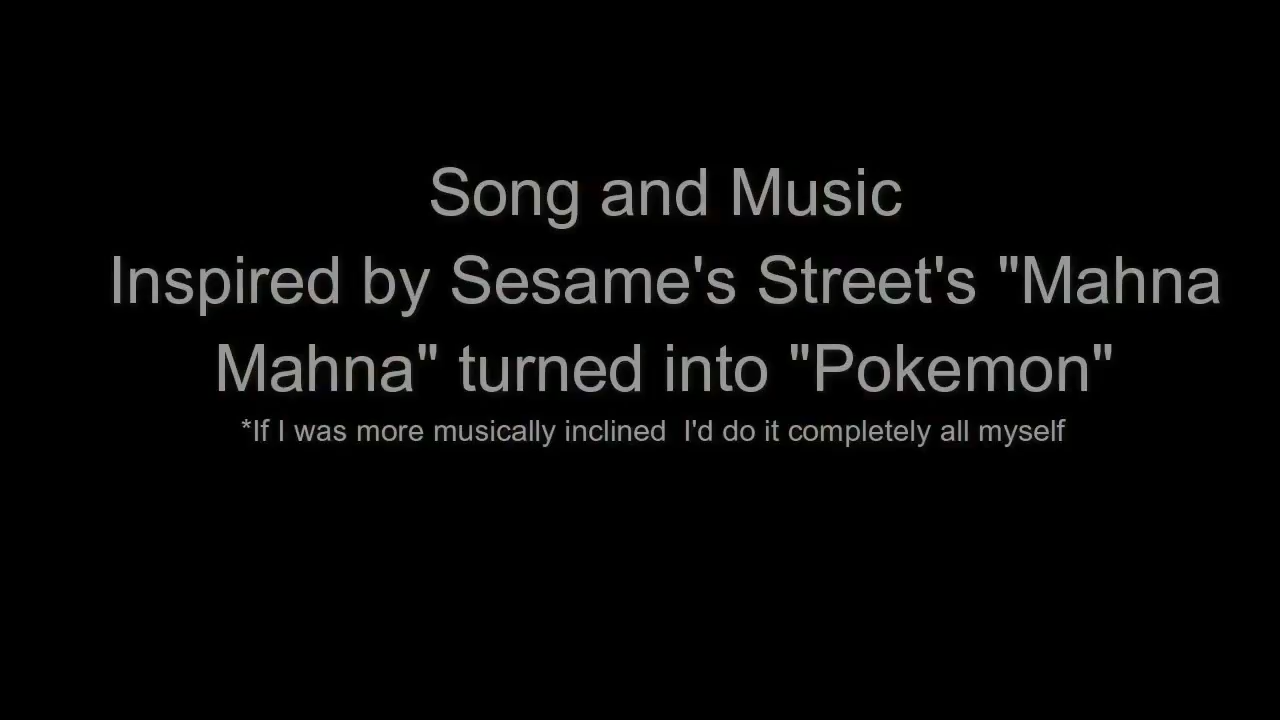 Song and Music
Inspired by Sesame's Street's "Mahna
Mahna" turned into "Pokemon"
*If I was more musically inclined  I'd do it completely all myself